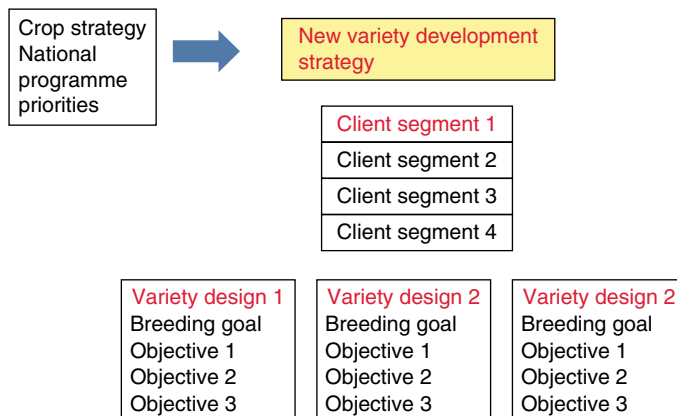 Crop strategy
National
programme
priorities
New variety development
strategy
Client segment 1
Client segment 2
Client segment 3
Client segment 4
Variety design 1
Breeding goal
Objective 1
Objective 2
Objective 3
Variety design 2
Breeding goal
Objective 1
Objective 2
Objective 3
Variety design 2
Breeding goal
Objective 1
Objective 2
Objective 3